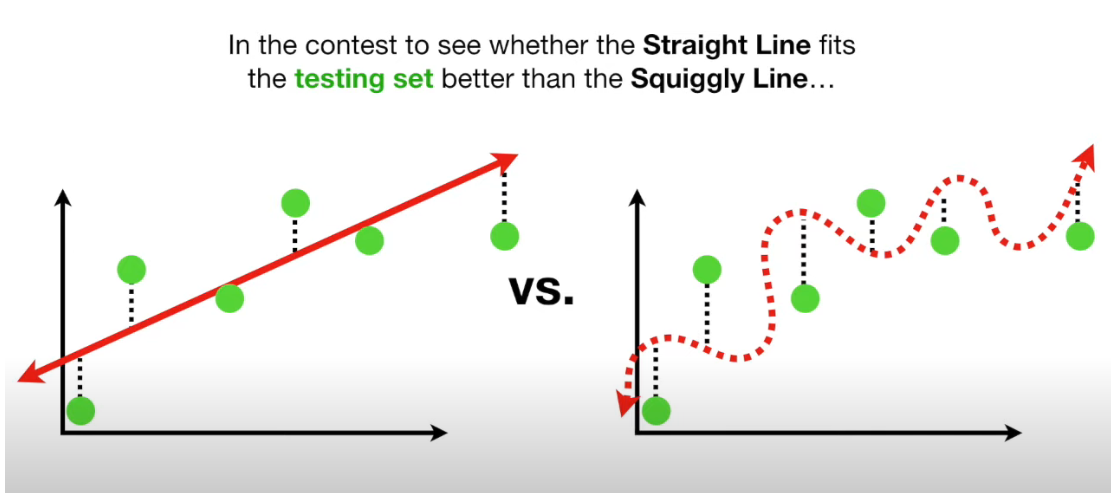 In the contest to see whether the Straight Line fits
the testing set better than the Squiggly Line…
vs.